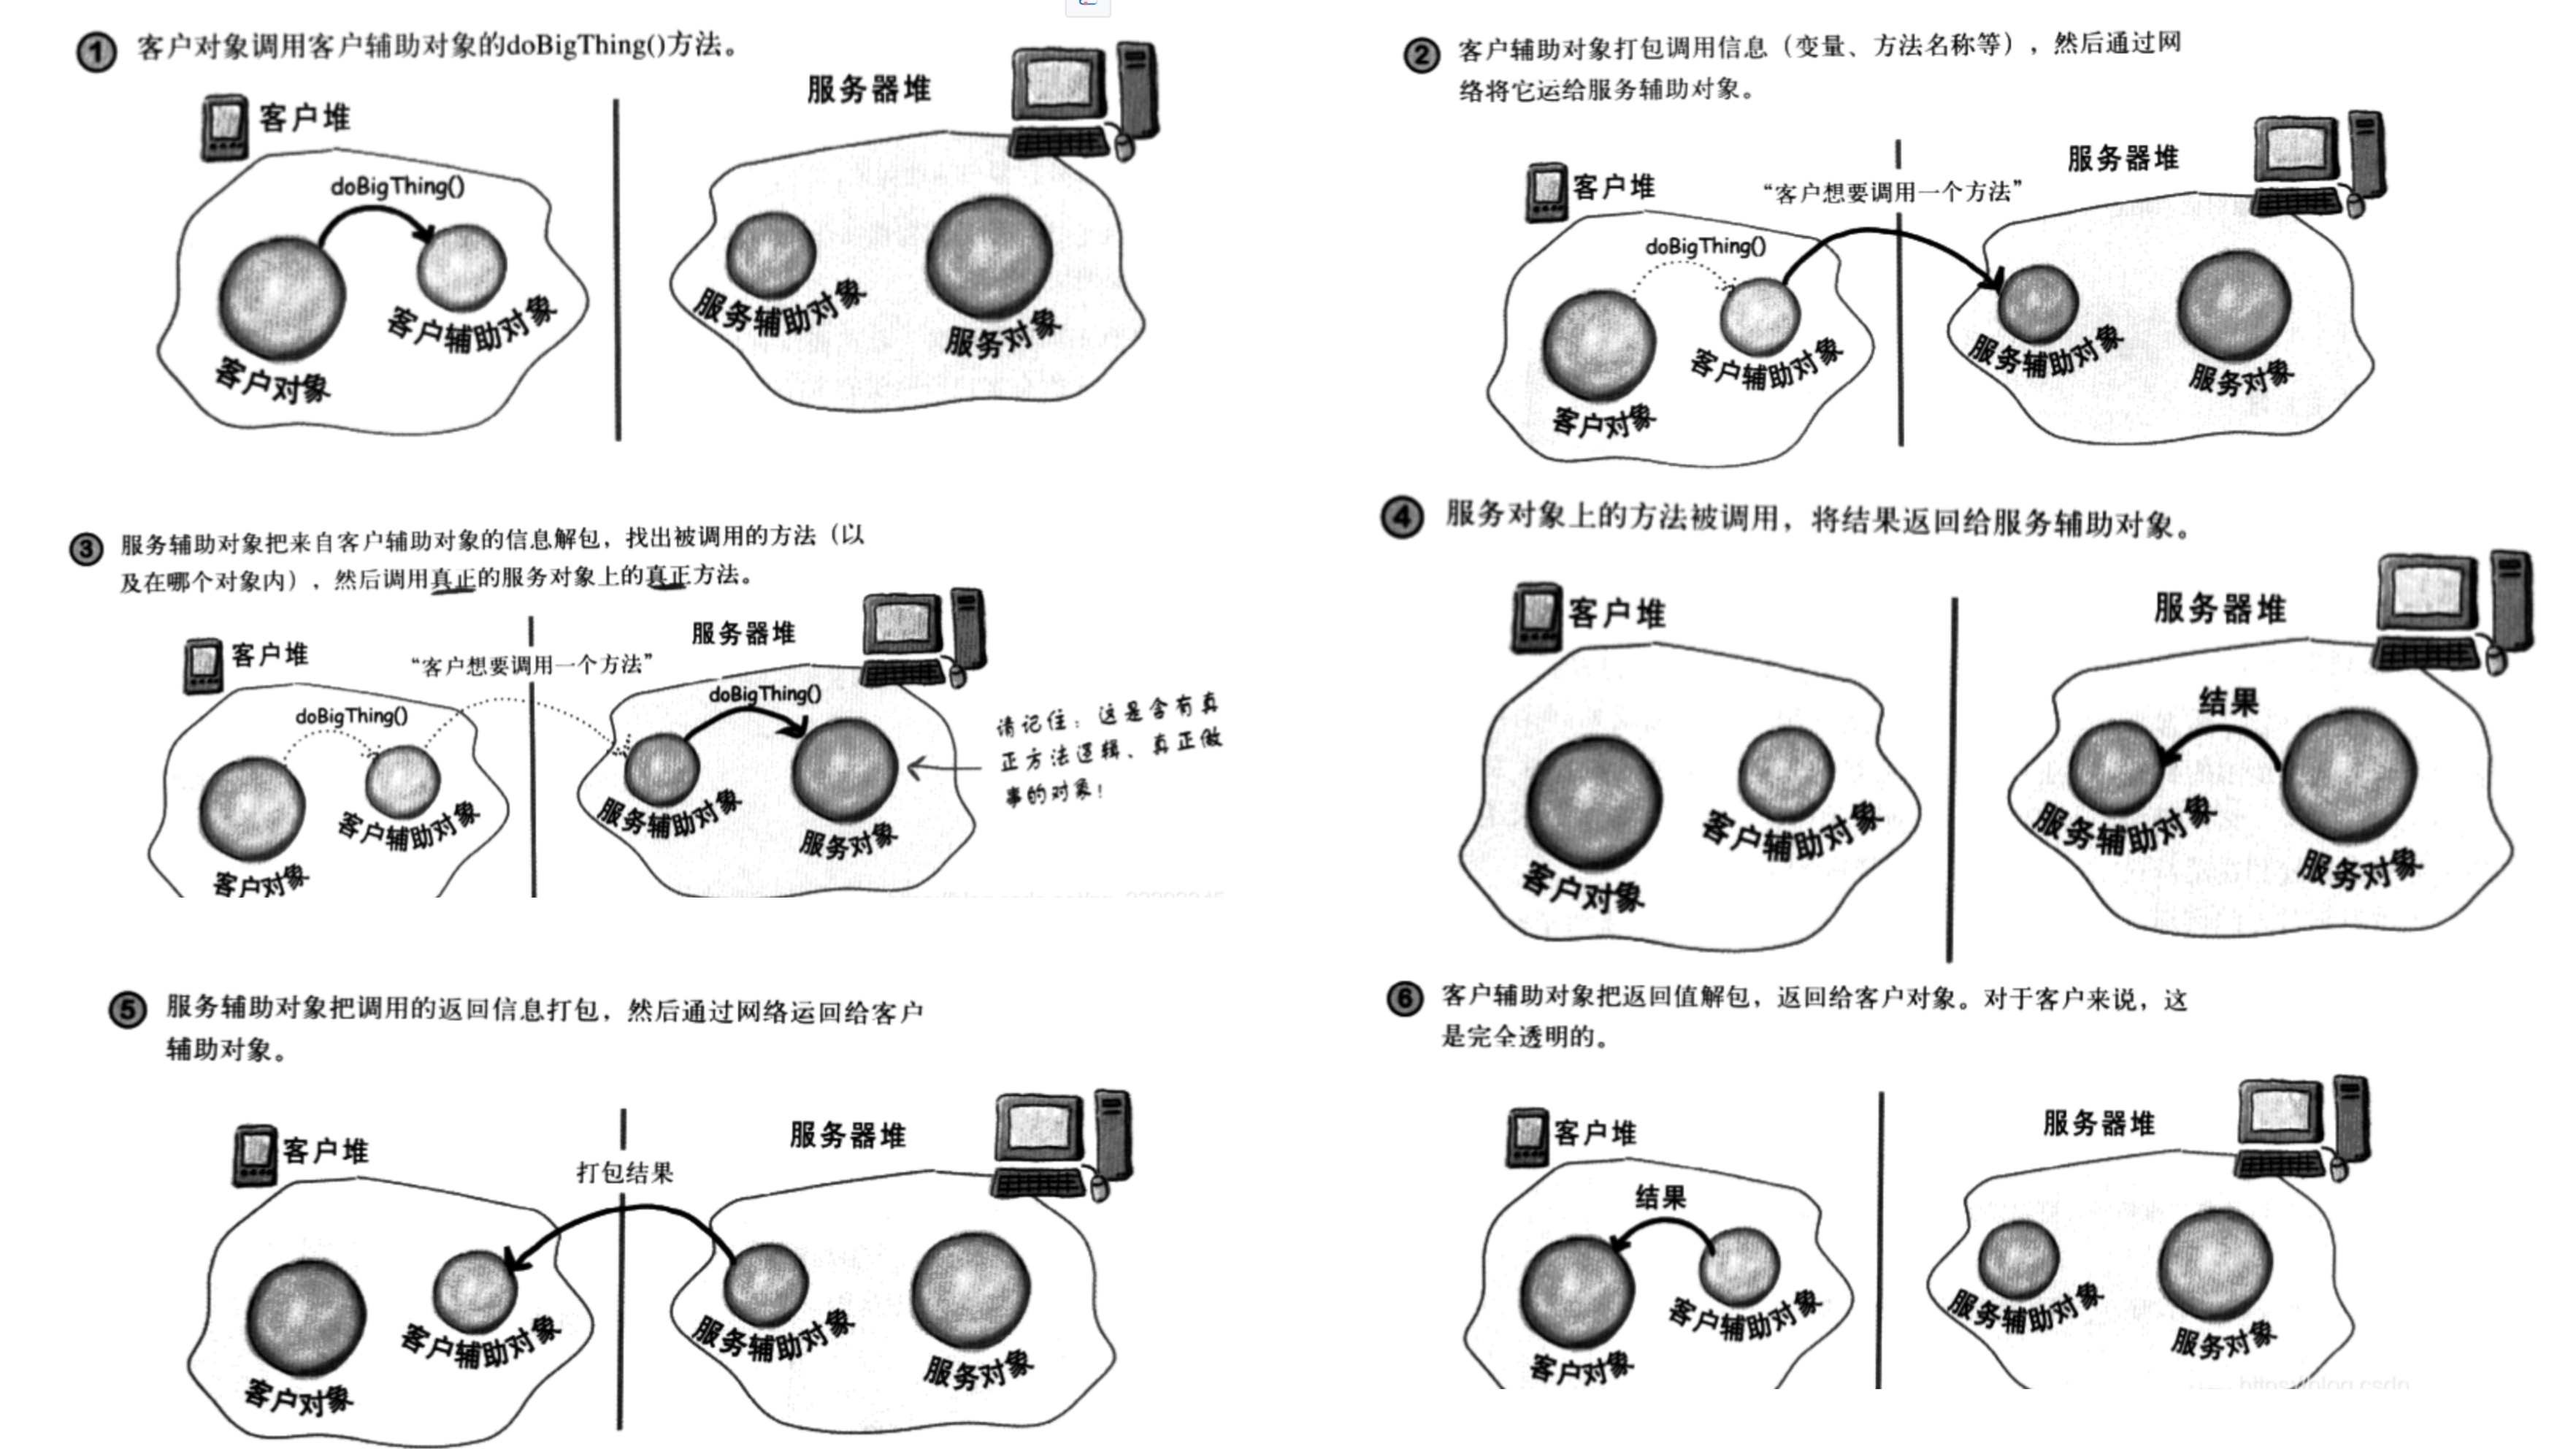 1 客户对象调用客户辅助对象的doBigThing()方法。
客户堆
服务器堆
doBigThing()
客户对象
客户辅助对象
服务辅助对象
服务对象
2 客户辅助对象打包调用信息（变量、方法名称等），然后通过网
络将它运给服务辅助对象。
客户堆
服务器堆
“客户想要调用一个方法”
doBigThing()
客户对象
客户辅助对象
服务辅助对象
服务对象
3 服务辅助对象把来自客户辅助对象的信息解包，找出被调用的方法（以
及在哪个对象内），然后调用真正的服务对象上的真正方法。
客户堆
服务器堆
“客户想要调用一个方法”
doBigThing()
doBigThing()
客户对象
客户辅助对象
服务辅助对象
服务对象
请记住：这是含有真
正方法逻辑、真正做
事的对象！
4 服务对象上的方法被调用，将结果返回给服务辅助对象。
客户堆
服务器堆
结果
客户对象
客户辅助对象
服务辅助对象
服务对象
5 服务辅助对象把调用的返回信息打包，然后通过网络运回给客户
辅助对象。
客户堆
服务器堆
打包结果
客户对象
客户辅助对象
服务辅助对象
服务对象
6 客户辅助对象把返回值解包，返回给客户对象。对于客户来说，这
是完全透明的。
客户堆
服务器堆
结果
客户对象
客户辅助对象
服务辅助对象
服务对象